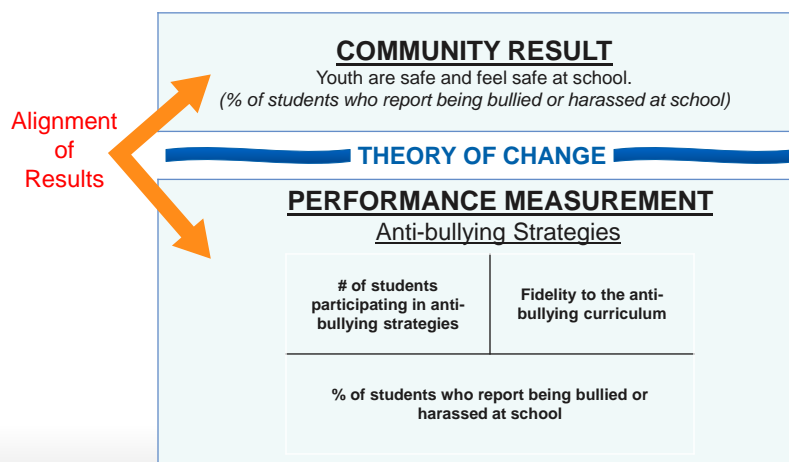 COMMUNITY RESULT
Youth are safe and feel safe at school.
(% of students who report being bullied or harassed at school)
Alignment
of
Results
THEORY OF CHANGE
PERFORMANCE MEASUREMENT
Anti-bullying Strategies
# of students
participating in anti-
bullying strategies
Fidelity to the anti-
bullying curriculum
% of students who report being bullied or
harassed at school